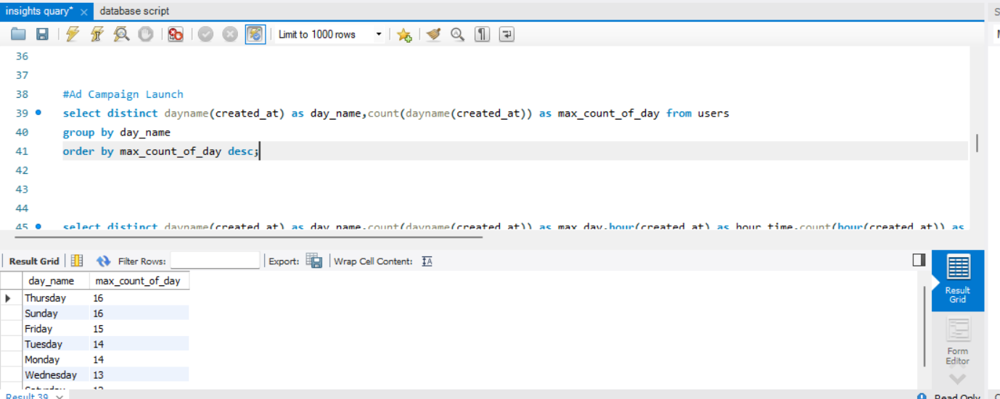 insights quary* × database script
Limit to 1000 rows
36
37
38 #Ad Campaign Launch
39 select distinct dayname(created_at) as day_name,count(dayname(created_at)) as max_count_of_day from users
40 group by day_name
41 order by max_count_of_day desc;
42
43
44
45 select distinct dayname(created_at) as day_name,count(dayname(created_at)) as max_day,hour(created_at) as hour_time,count(hour(created_at)) as
Result Grid Filter Rows: Export: Wrap Cell Content:
day_name max_count_of_day
Thursday 16
Sunday 16
Friday 15
Tuesday 14
Monday 14
Wednesday 13
Saturday
Result
Grid
Form
Editor
Result 39 Read Only